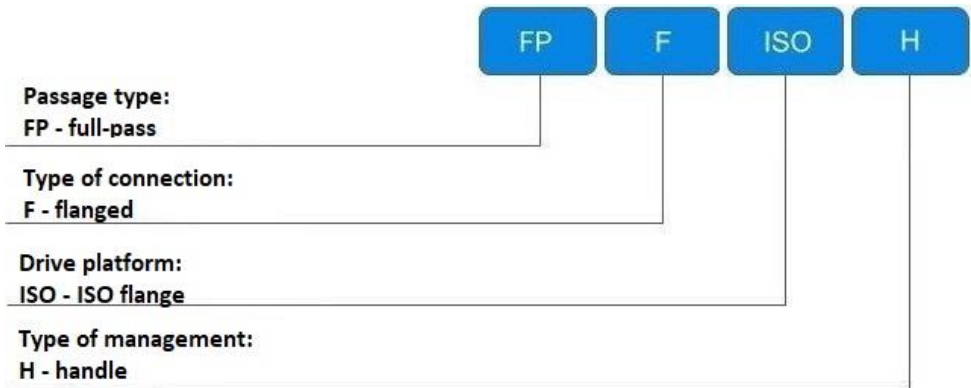 FP F ISO H
Passage type:
FP - full-pass
Type of connection:
F - flanged
Drive platform:
ISO - ISO flange
Type of management:
H - handle